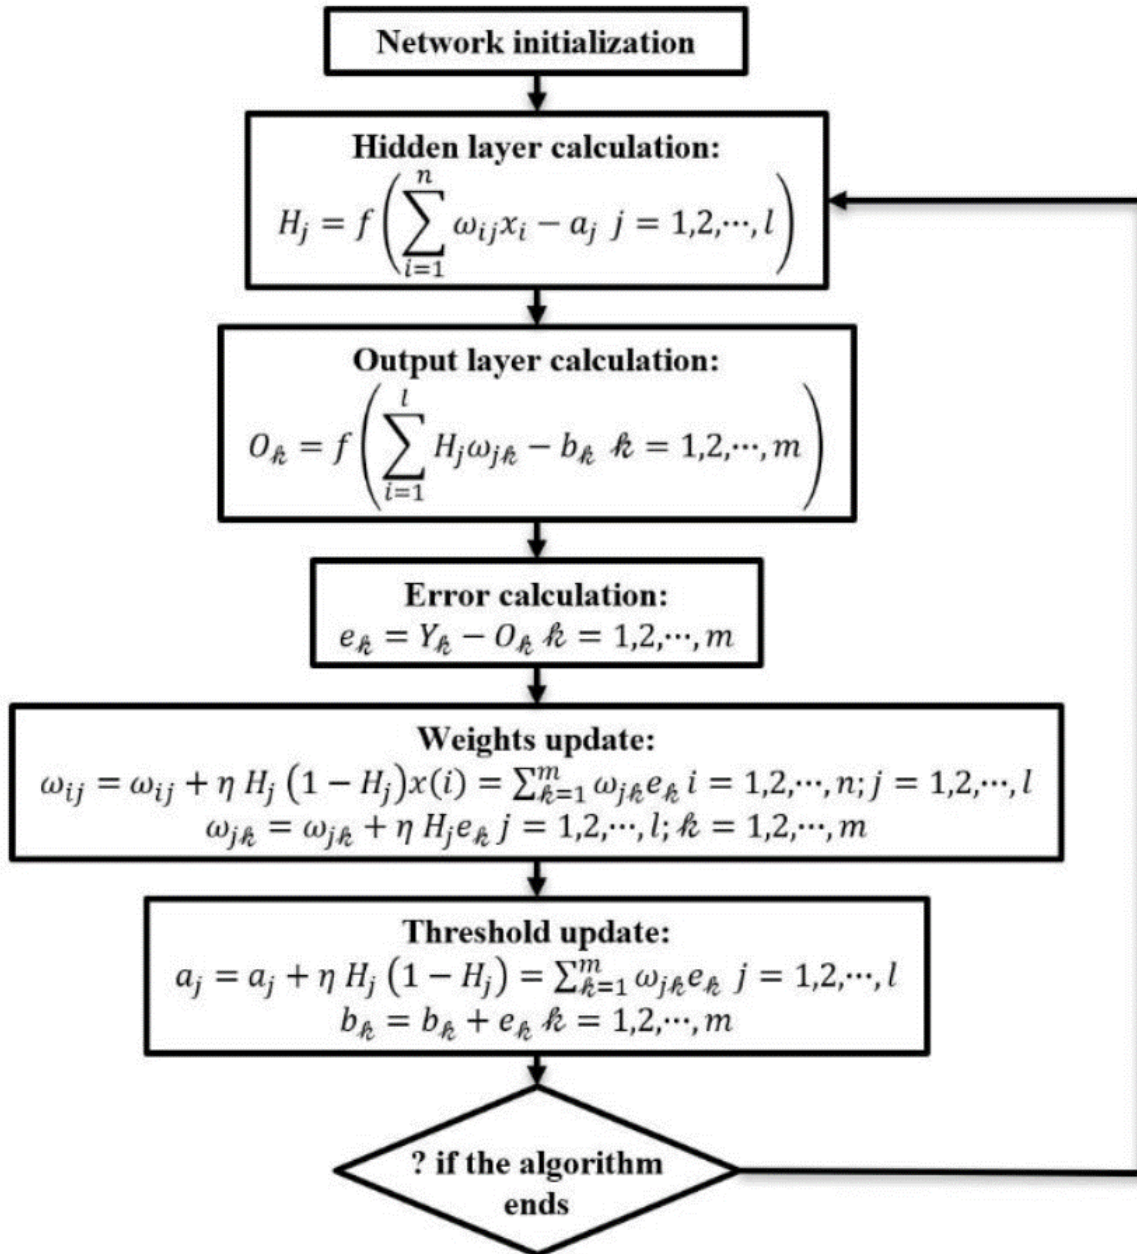 Network initialization
Hidden layer calculation:
H_j = f(∑_{i=1}^{n} ω_{ij}x_i − a_j j = 1,2,⋯,l)
Output layer calculation:
O_𝓀 = f(∑_{i=1}^{l} H_jω_{j𝓀} − b_𝓀 𝓀 = 1,2,⋯,m)
Error calculation:
e_𝓀 = Y_𝓀 − O_𝓀 𝓀 = 1,2,⋯,m
Weights update:
ω_{ij} = ω_{ij} + η H_j (1 − H_j)x(i) = ∑_{𝓀=1}^{m} ω_{j𝓀}e_𝓀 i = 1,2,⋯,n; j = 1,2,⋯,l
ω_{j𝓀} = ω_{j𝓀} + η H_je_𝓀 j = 1,2,⋯,l; 𝓀 = 1,2,⋯,m
Threshold update:
a_j = a_j + η H_j (1 − H_j) = ∑_{𝓀=1}^{m} ω_{j𝓀}e_𝓀 j = 1,2,⋯,l
b_𝓀 = b_𝓀 + e_𝓀 𝓀 = 1,2,⋯,m
? if the algorithm
ends